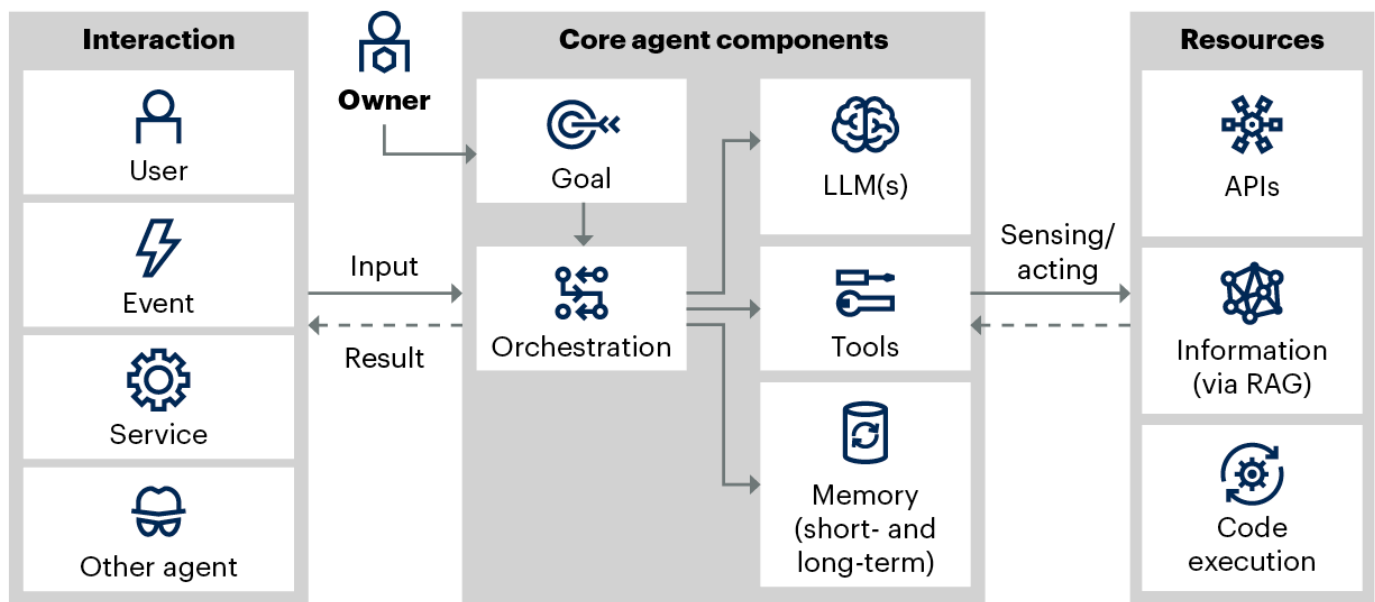 Interaction
User
Event
Service
Other agent
Owner
Input
Result
Core agent components
Goal
Orchestration
LLM(s)
Tools
Memory
(short- and
long-term)
Sensing/
acting
Resources
APIs
Information
(via RAG)
Code
execution